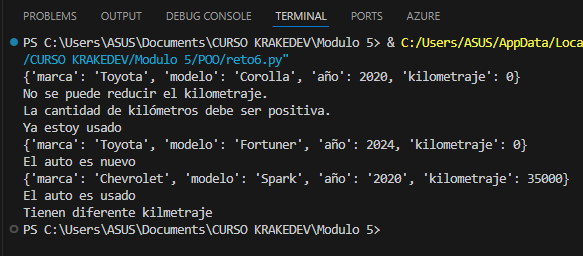 PROBLEMS OUTPUT DEBUG CONSOLE TERMINAL PORTS AZURE
PS C:\Users\ASUS\Documents\CURSO KRAKEDEV\Modulo 5> & C:/Users/ASUS/AppData/Loca
/CURSO KRAKEDEV/Modulo 5/POO/reto6.py"
{'marca': 'Toyota', 'modelo': 'Corolla', 'año': 2020, 'kilometraje': 0}
No se puede reducir el kilometraje.
La cantidad de kilómetros debe ser positiva.
Ya estoy usado
{'marca': 'Toyota', 'modelo': 'Fortuner', 'año': 2024, 'kilometraje': 0}
El auto es nuevo
{'marca': 'Chevrolet', 'modelo': 'Spark', 'año': '2020', 'kilometraje': 35000}
El auto es usado
Tienen diferente kilmetraje
PS C:\Users\ASUS\Documents\CURSO KRAKEDEV\Modulo 5>